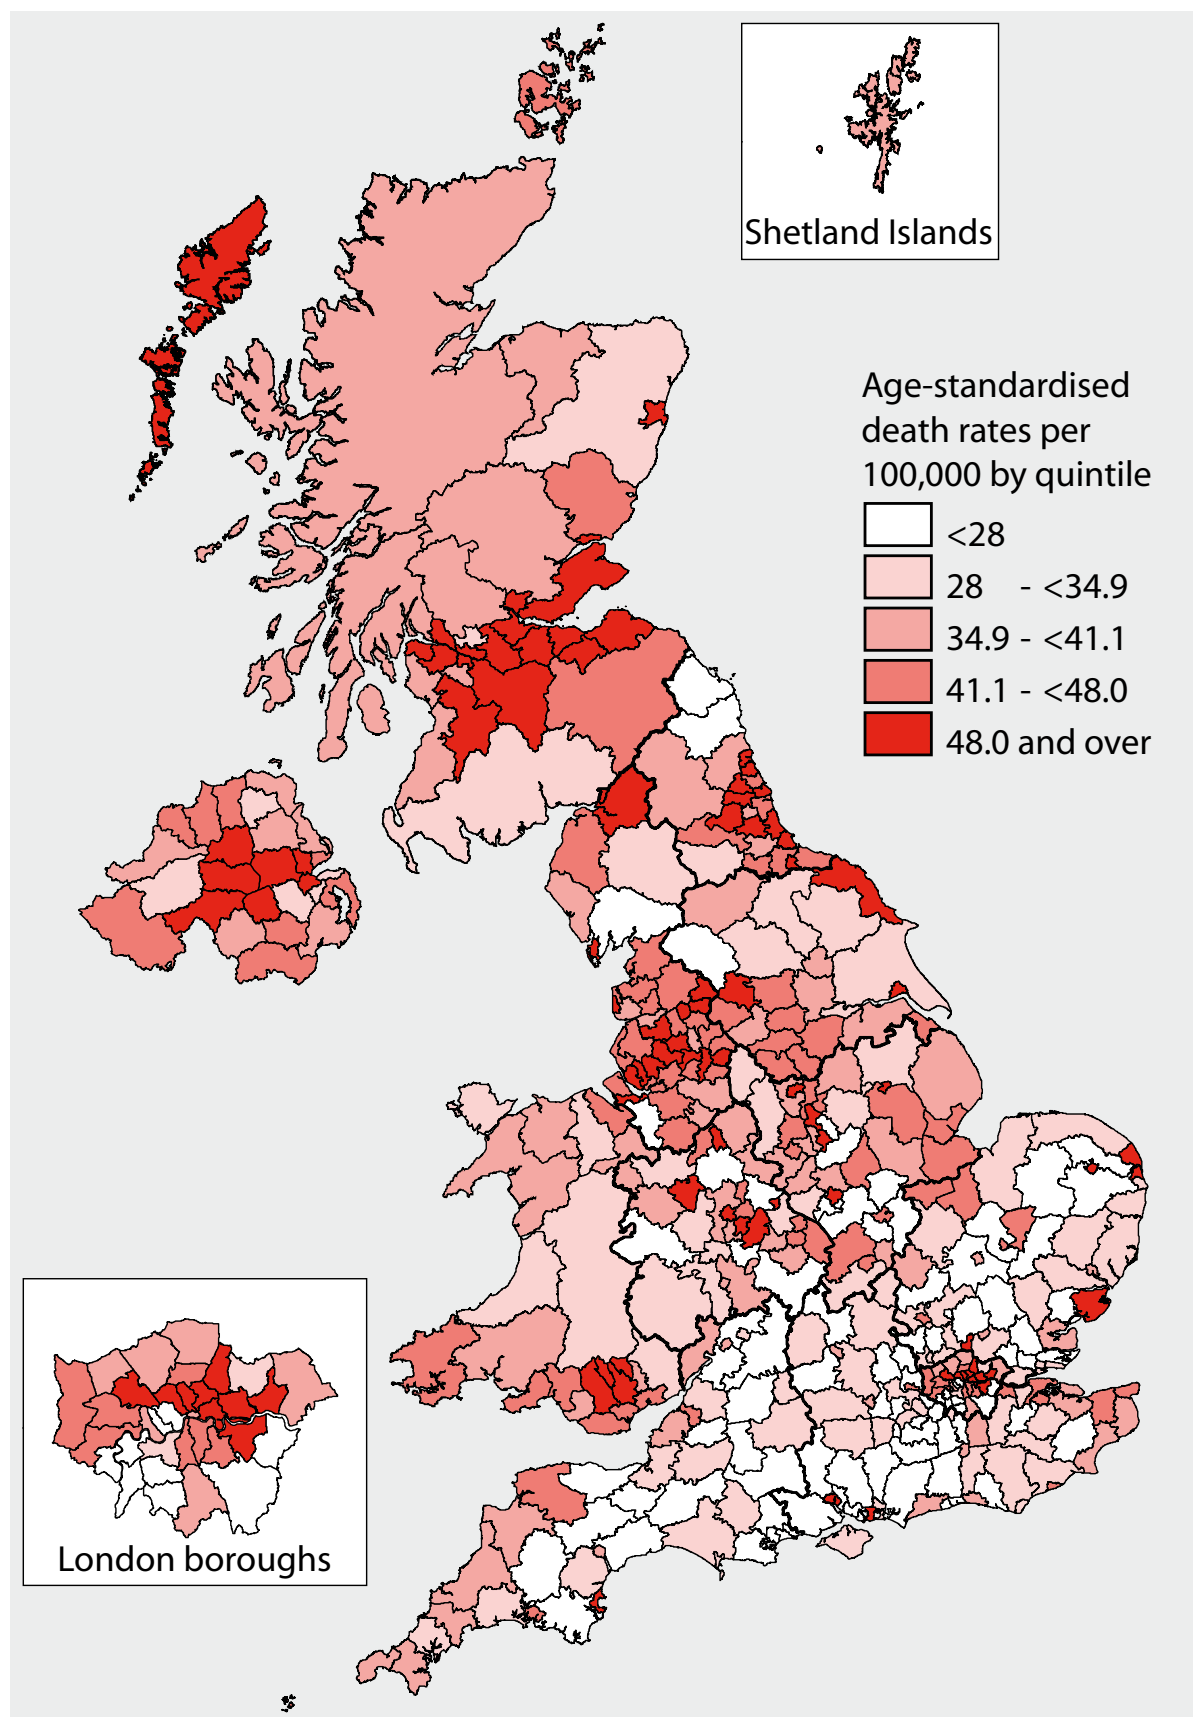 Shetland Islands
Age-standardised
death rates per
100,000 by quintile
<28
28 - <34.9
34.9 - <41.1
41.1 - <48.0
48.0 and over
London boroughs